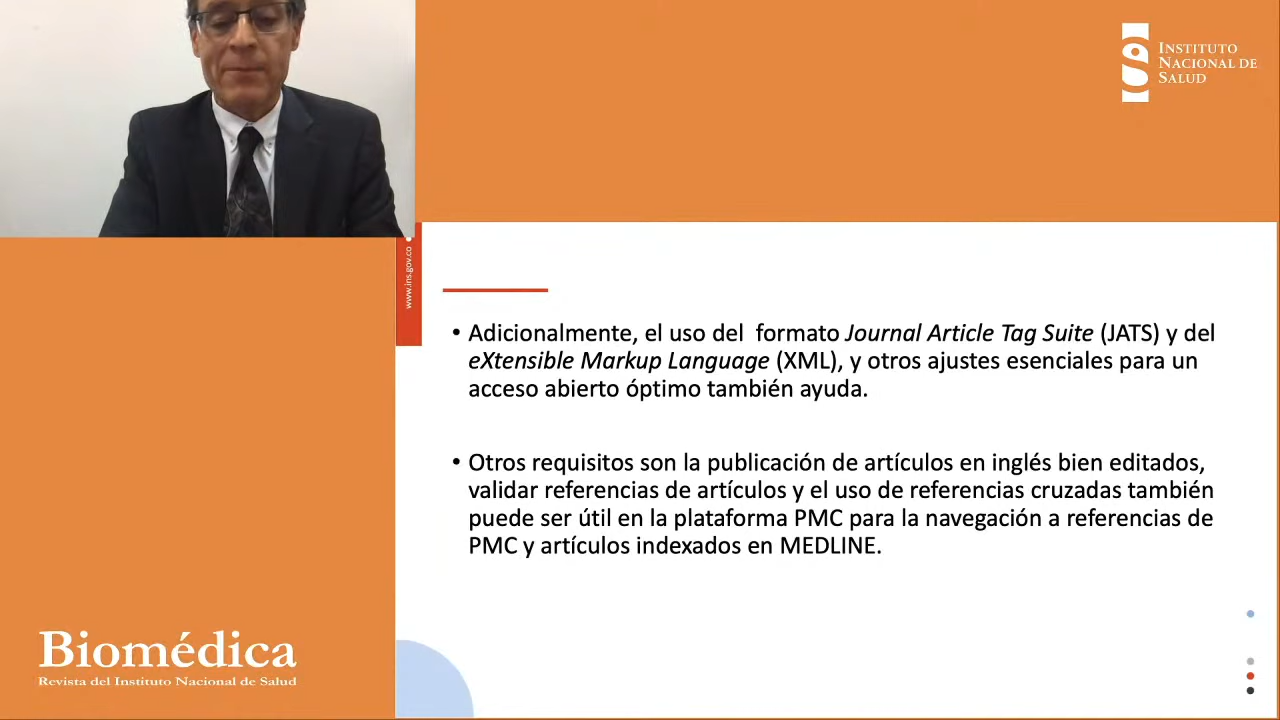 INSTITUTO
NACIONAL DE
SALUD
www.ins.gov.co
• Adicionalmente, el uso del  formato Journal Article Tag Suite (JATS) y del
eXtensible Markup Language (XML), y otros ajustes esenciales para un
acceso abierto óptimo también ayuda.
• Otros requisitos son la publicación de artículos en inglés bien editados,
validar referencias de artículos y el uso de referencias cruzadas también
puede ser útil en la plataforma PMC para la navegación a referencias de
PMC y artículos indexados en MEDLINE.
Biomédica
Revista del Instituto Nacional de Salud